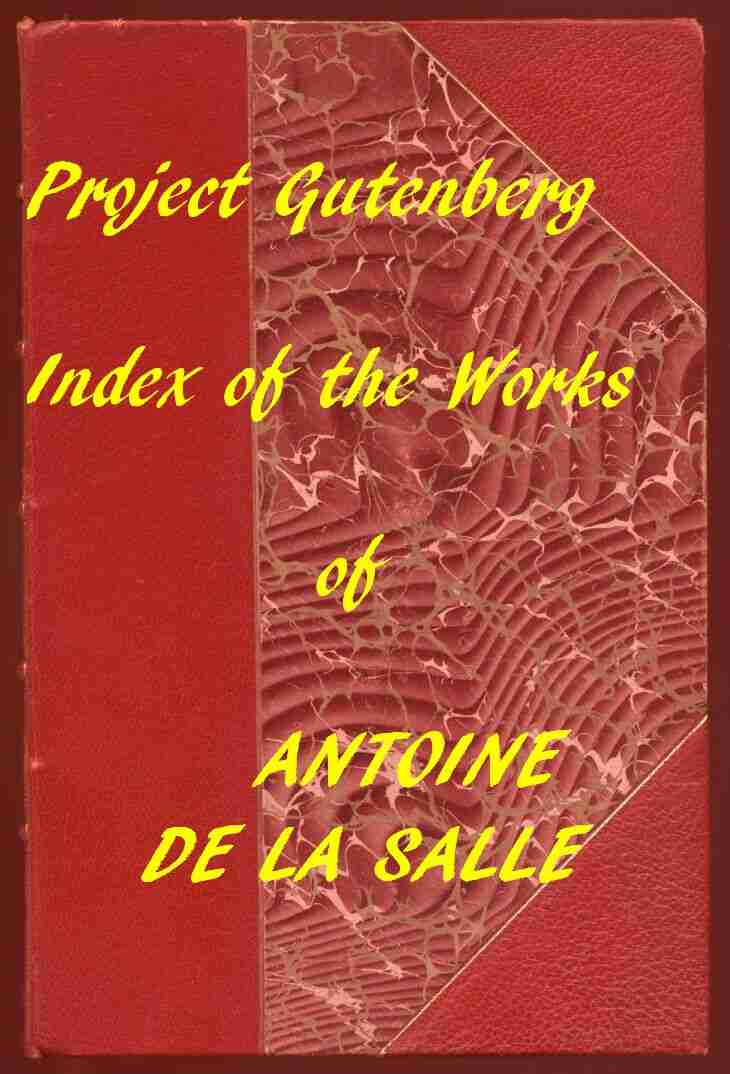 Project Gutenberg
Index of the Works
of
ANTOINE
DE LA SALLE